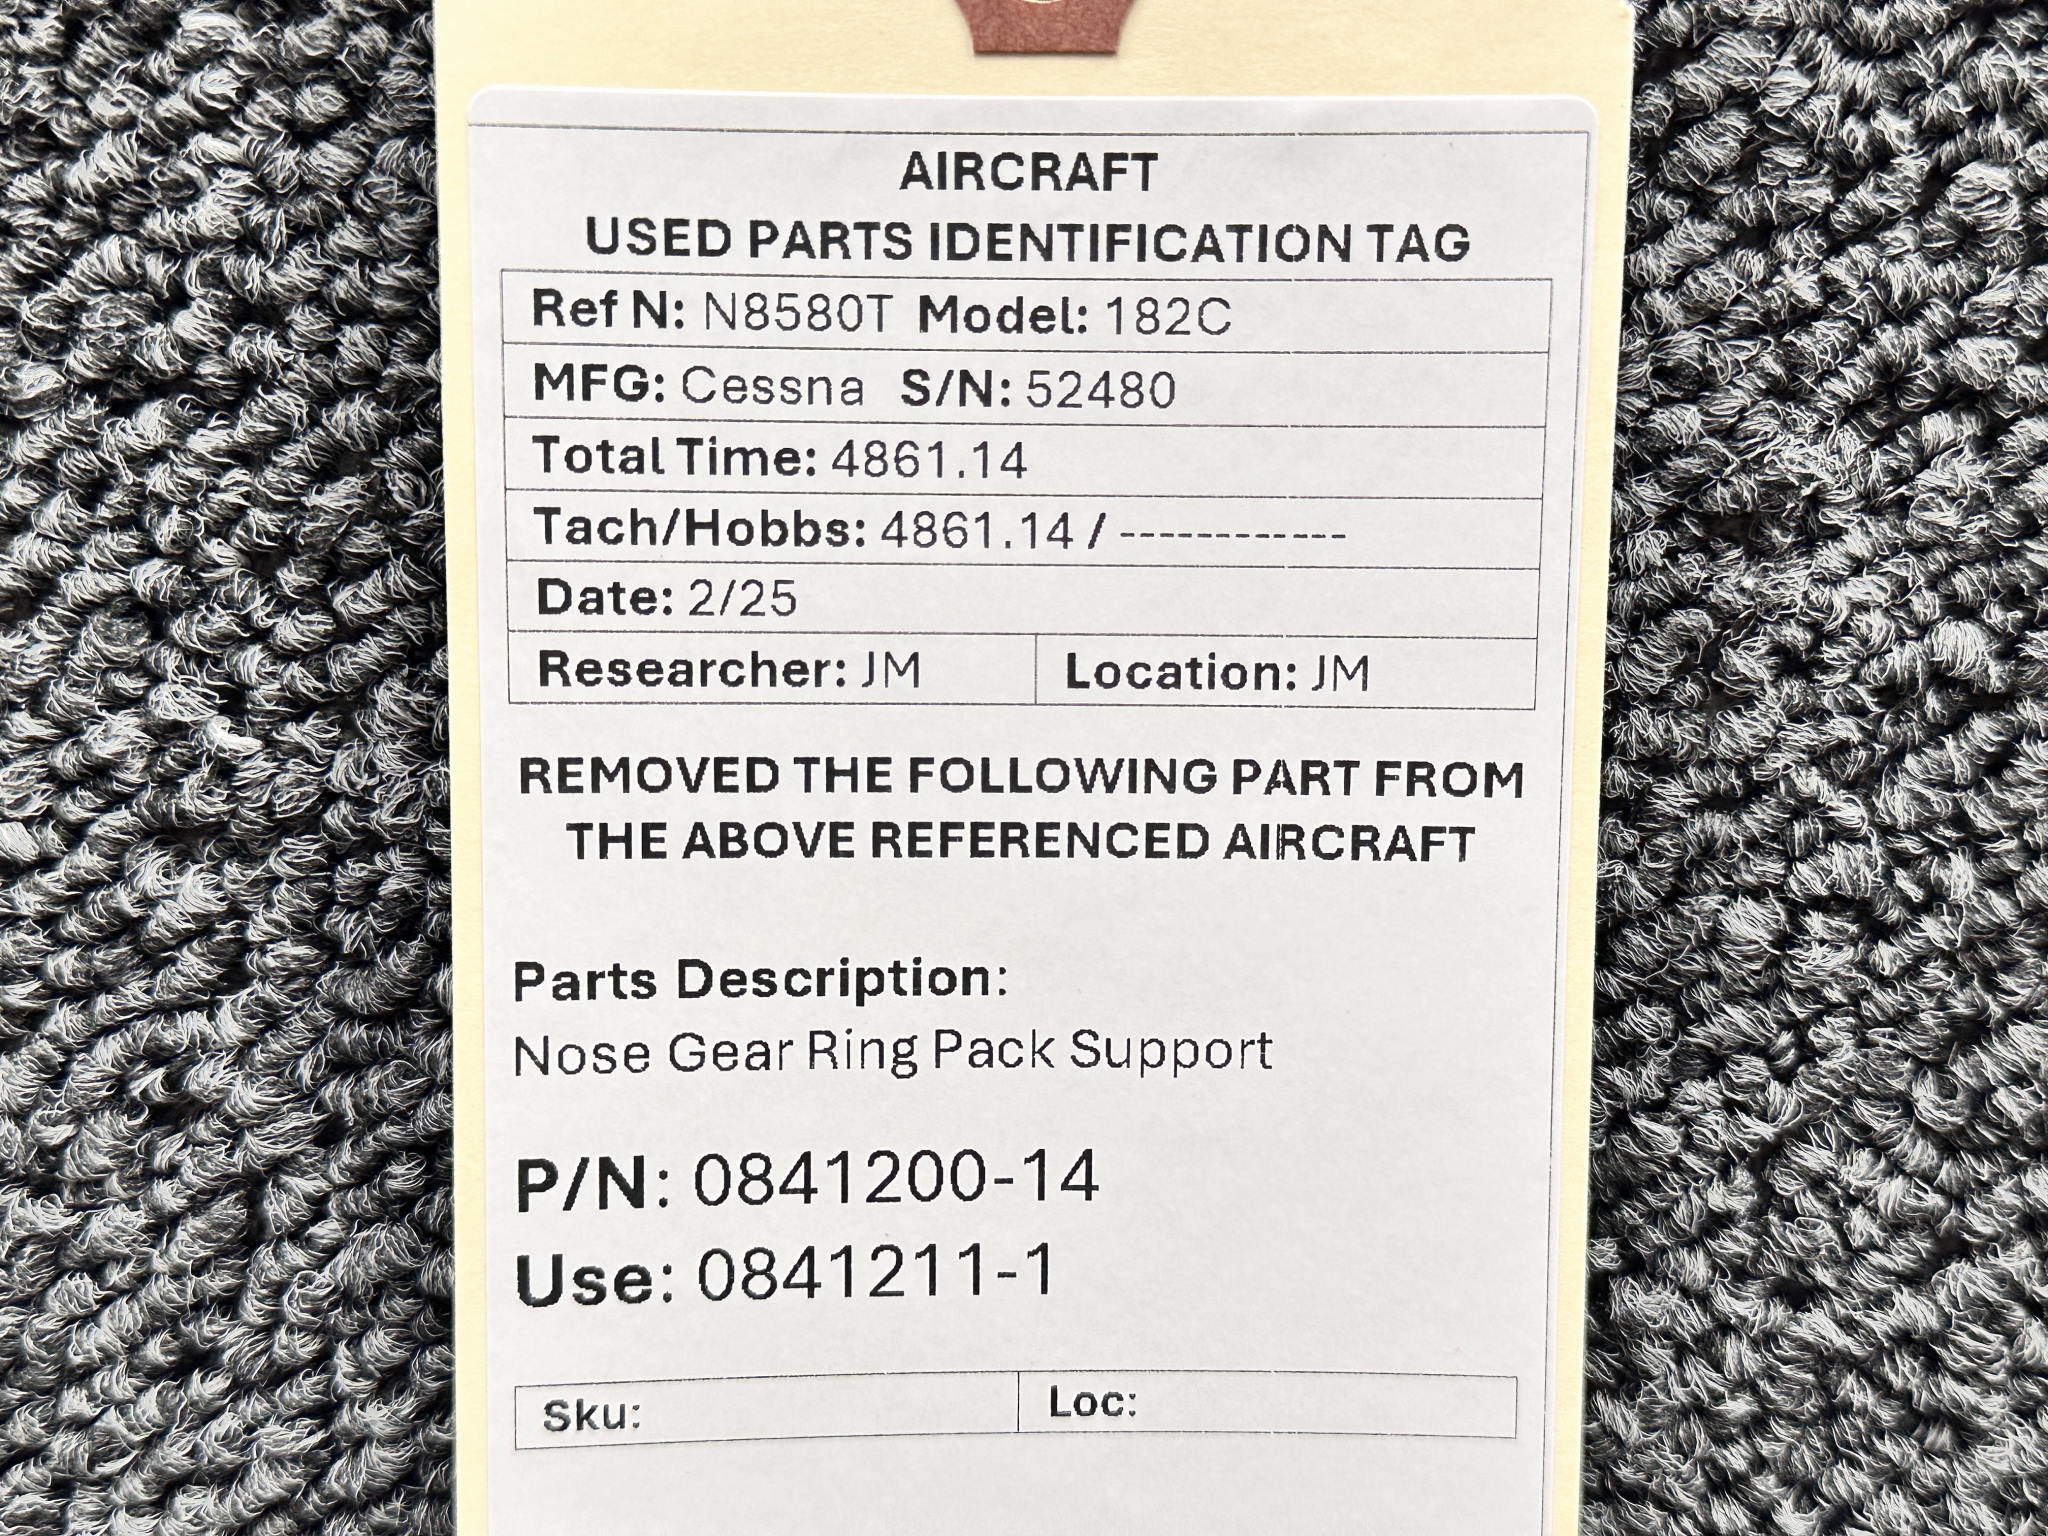 AIRCRAFT
USED PARTS IDENTIFICATION TAG
Ref N: N8580T Model: 182C
MFG: Cessna S/N: 52480
Total Time: 4861.14
Tach/Hobbs: 4861.14 / ------------
Date: 2/25
Researcher: JM Location: JM
REMOVED THE FOLLOWING PART FROM
THE ABOVE REFERENCED AIRCRAFT
Parts Description:
Nose Gear Ring Pack Support
P/N: 0841200-14
Use: 0841211-1
Sku: Loc: